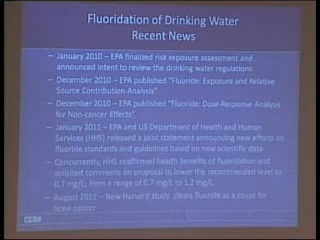 Fluoridation of Drinking Water
Recent News
– January 2010 – EPA finalized risk exposure assessment and
announced intent to review the drinking water regulations
– December 2010 – EPA published "Fluoride: Exposure and Relative
Source Contribution Analysis"
– December 2010 – EPA published "Fluoride: Dose-Response Analysis
for Non-cancer Effects"
– January 2011 – EPA and US Department of Health and Human
Services (HHS) released a joint statement announcing new efforts on
fluoride standards and guidelines based on new scientific data
– Concurrently, HHS reaffirmed health benefits of fluoridation and
solicited comments on proposal to lower the recommended level to
0.7 mg/L; from a range of 0.7 mg/L to 1.2 mg/L
– August 2011 – New Harvard study clears fluoride as a cause for
bone cancer
CDM